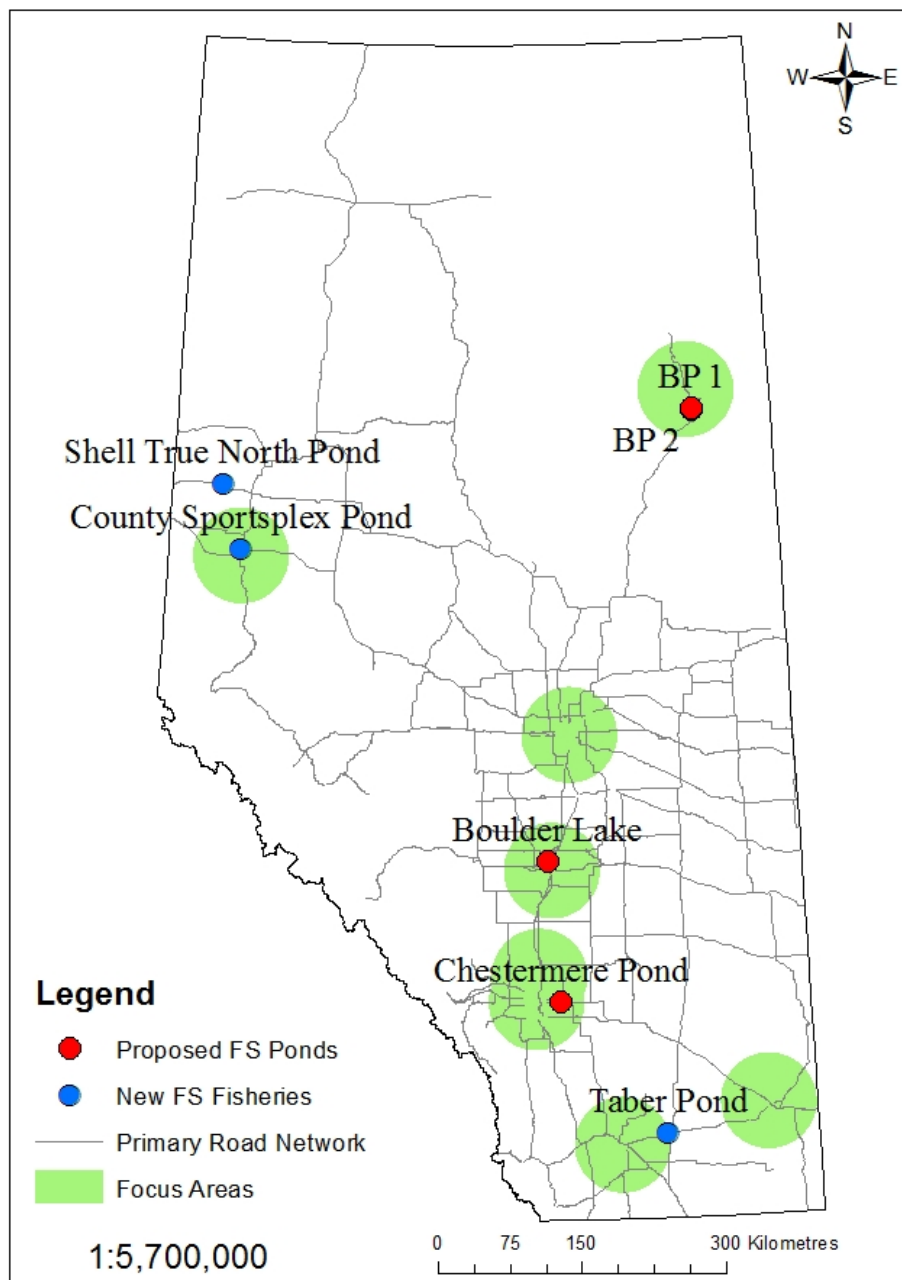 N
W E
S
BP 1
BP 2
Shell True North Pond
County Sportsplex Pond
Boulder Lake
Chestermere Pond
Taber Pond
Legend
Proposed FS Ponds
New FS Fisheries
Primary Road Network
Focus Areas
1:5,700,000
0 75 150 300 Kilometres